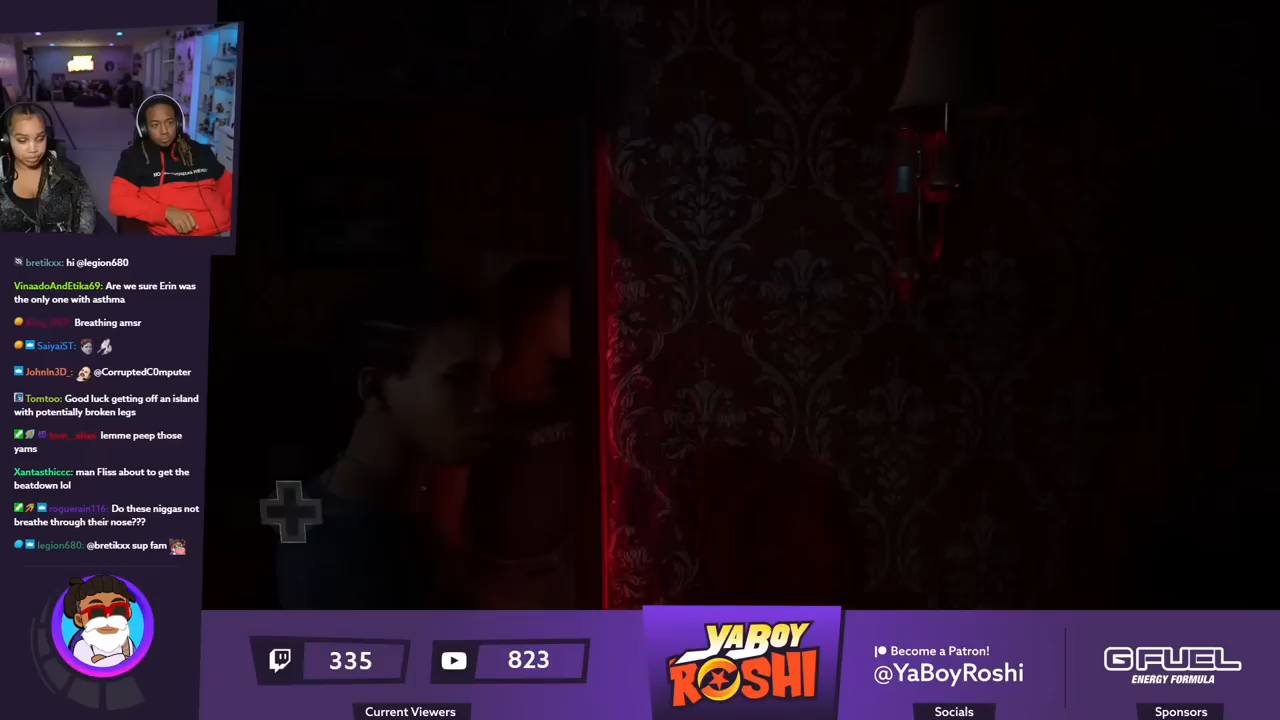 bretikxx: hi @legion680
VinaadoAndEtika69: Are we sure Erin was
the only one with asthma
Breathing amsr
SaiyaiST:
JohnIn3D_: @CorruptedC0mputer
Tomtoo: Good luck getting off an island
with potentially broken legs
lemme peep those
yams
Xantasthiccc: man Fliss about to get the
beatdown lol
roguerain116: Do these niggas not
breathe through their nose???
legion680: @bretikxx sup fam
335
823
Current Viewers
YABOY
ROSHI
Become a Patron!
@YaBoyRoshi
Socials
G FUEL
ENERGY FORMULA
Sponsors